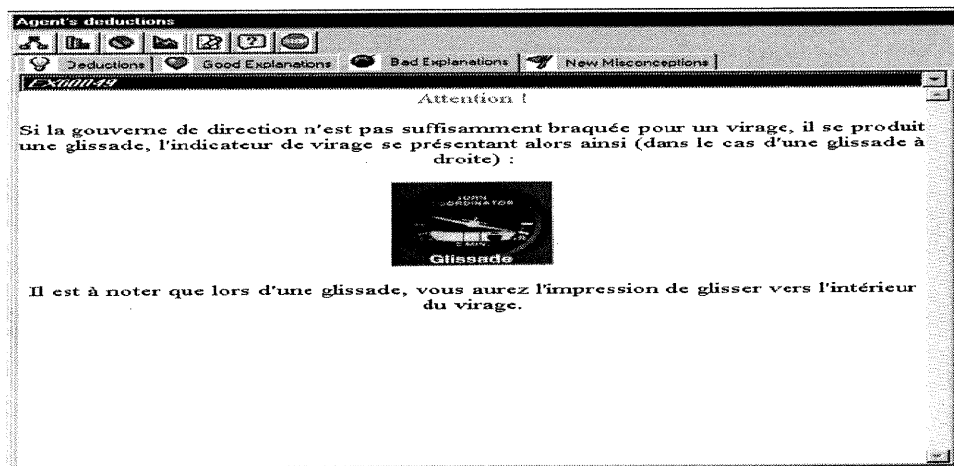 Agent's deductions
Deductions Good Explanations Bad Explanations New Misconceptions
EX60D49
Attention !
Si la gouverne de direction n'est pas suffisamment braquée pour un virage, il se produit
une glissade, l'indicateur de virage se présentant alors ainsi (dans le cas d'une glissade à
droite) :
TURN
COORDINATOR
2 MIN.
Glissade
Il est à noter que lors d'une glissade, vous aurez l'impression de glisser vers l'intérieur
du virage.